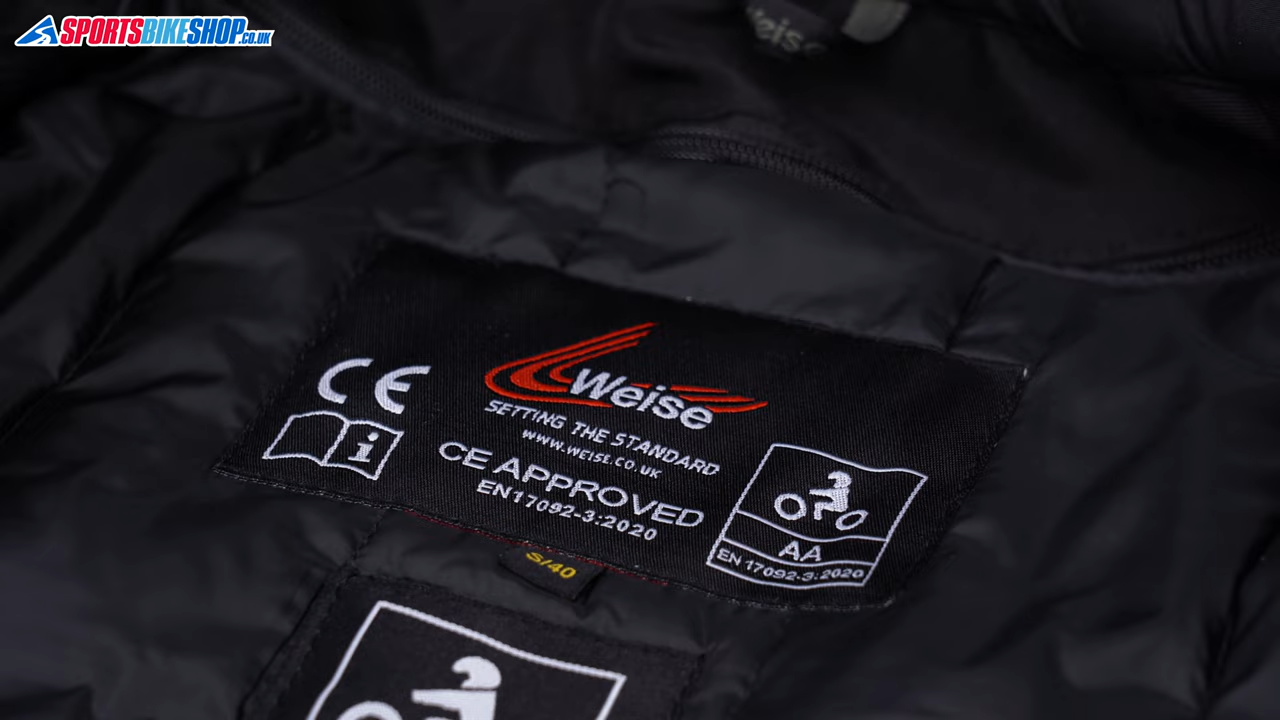 SPORTSBIKESHOP.CO.UK
Weise
CE
Weise
SETTING THE STANDARD
WWW.WEISE.CO.UK
i
CE APPROVED
EN17092-3:2020
AA
EN 17092-3:2020
S/40